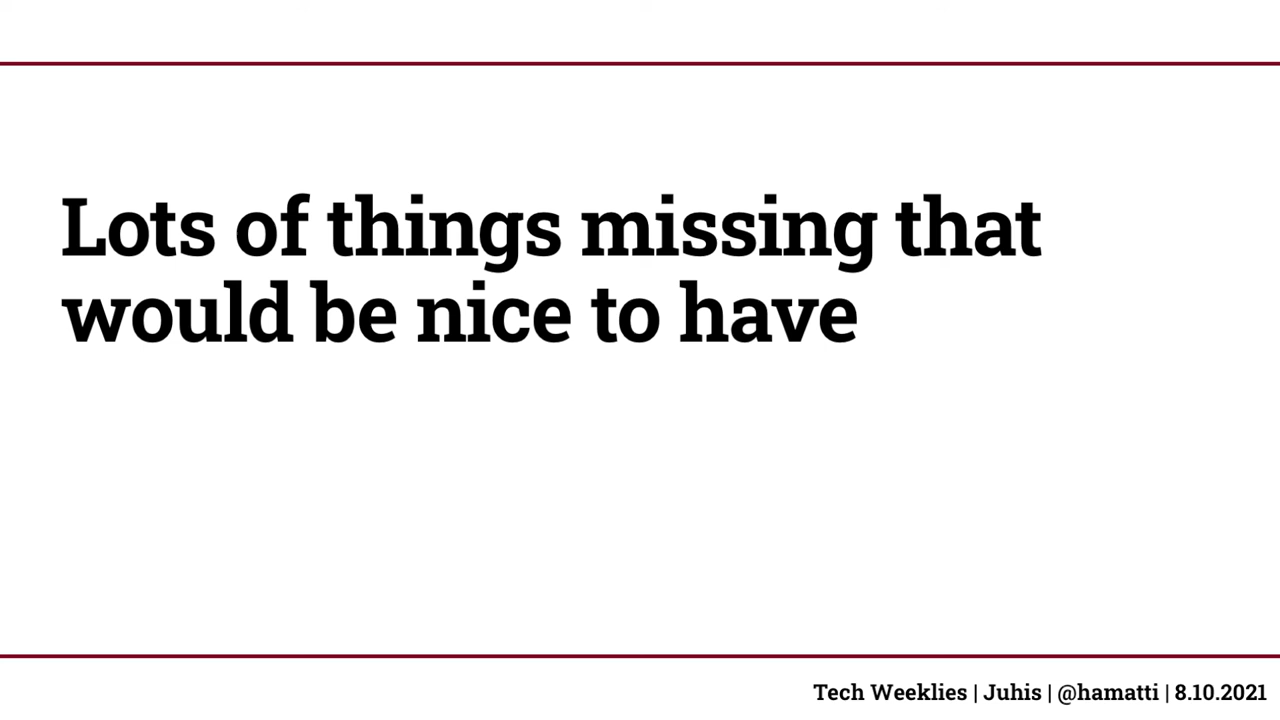 Lots of things missing that
would be nice to have
Tech Weeklies | Juhis | @hamatti | 8.10.2021